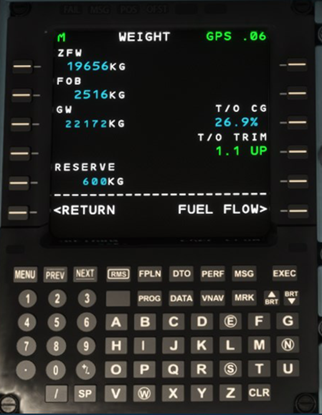 M WEIGHT GPS .06
ZFW
19656KG
FOB
2516KG
GW T/O CG
22172KG 26.9%
T/O TRIM
1.1 UP
RESERVE
600KG
<RETURN FUEL FLOW>
MENU PREV NEXT RMS FPLN DTO PERF MSG EXEC
1 2 3 PROG DATA VNAV MRK ▲ BRT BRT ▼
4 5 6 A B C D E F G
7 8 9 H I J K L M N
. 0 +/- O P Q R S T U
/ SP V W X Y Z CLR